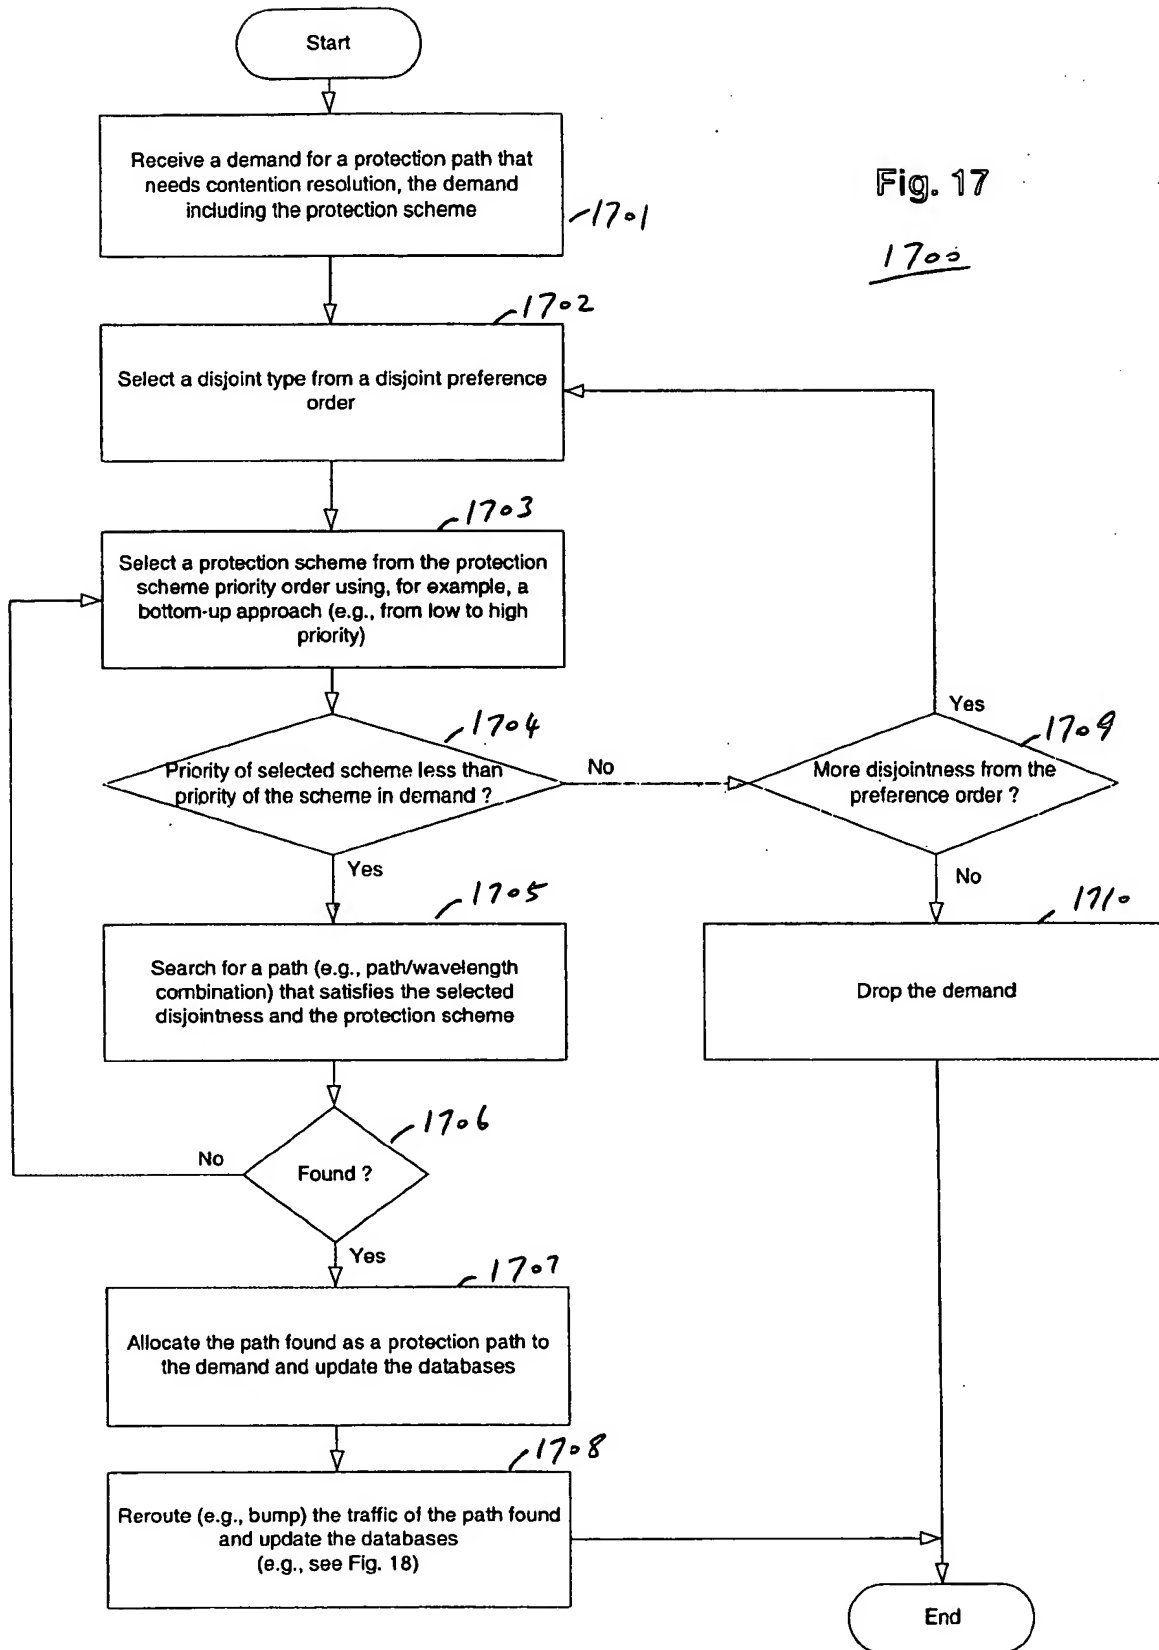 Start
Receive a demand for a protection path that
needs contention resolution, the demand
including the protection scheme
1701
Fig. 17
1700
1702
Select a disjoint type from a disjoint preference
order
1703
Select a protection scheme from the protection
scheme priority order using, for example, a
bottom-up approach (e.g., from low to high
priority)
1704
Priority of selected scheme less than
priority of the scheme in demand ?
No
Yes
1709
More disjointness from the
preference order ?
Yes
No
1705
Search for a path (e.g., path/wavelength
combination) that satisfies the selected
disjointness and the protection scheme
1710
Drop the demand
1706
Found ?
No
Yes
1707
Allocate the path found as a protection path to
the demand and update the databases
1708
Reroute (e.g., bump) the traffic of the path found
and update the databases
(e.g., see Fig. 18)
End